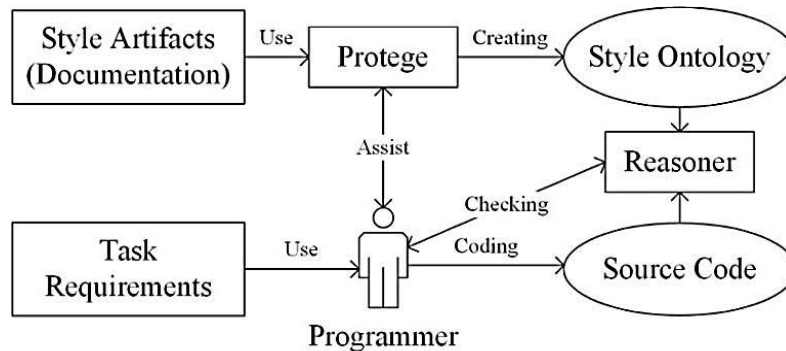 Style Artifacts
(Documentation)
Use
Protege
Creating
Style Ontology
Assist
Reasoner
Checking
Task
Requirements
Use
Coding
Source Code
Programmer